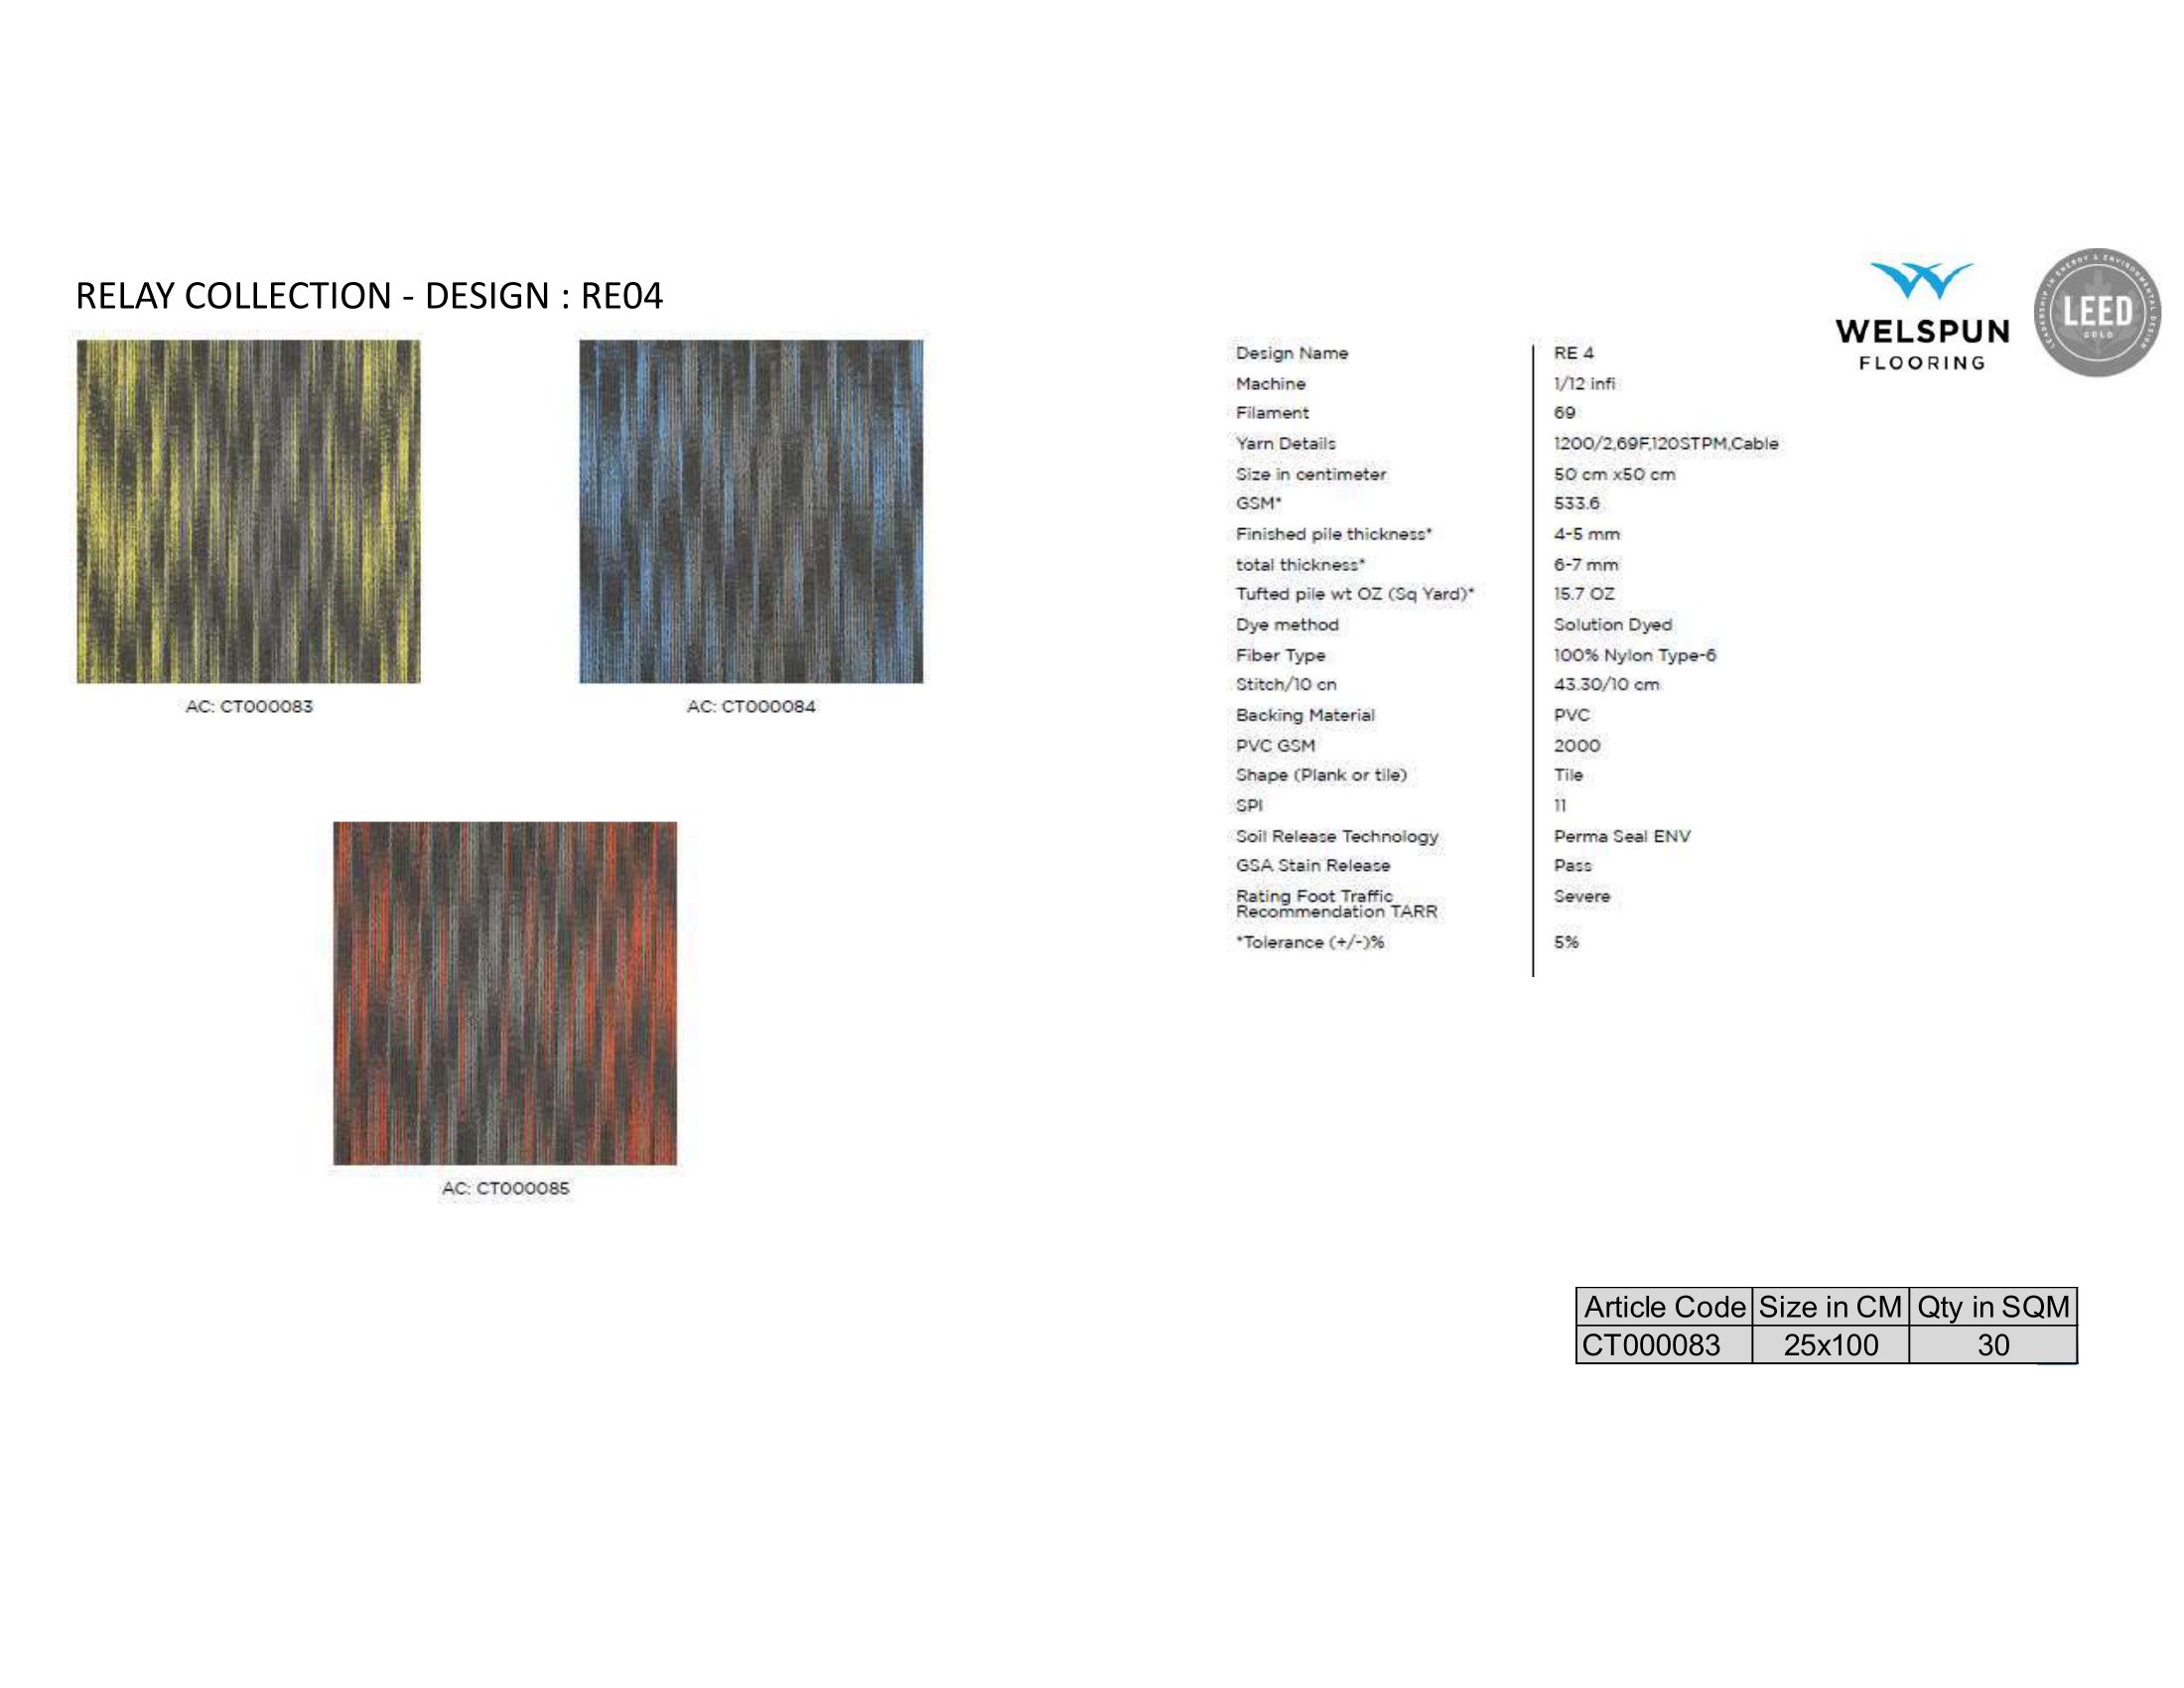 RELAY COLLECTION - DESIGN : RE04
WELSPUN
FLOORING
LEADERSHIP IN ENERGY & ENVIRONMENTAL DESIGN
LEED
GOLD
AC: CT000083
AC: CT000084
AC: CT000085
Design Name RE 4
Machine 1/12 infi
Filament 69
Yarn Details 1200/2,69F,120STPM,Cable
Size in centimeter 50 cm x50 cm
GSM* 533.6
Finished pile thickness* 4-5 mm
total thickness* 6-7 mm
Tufted pile wt OZ (Sq Yard)* 15.7 OZ
Dye method Solution Dyed
Fiber Type 100% Nylon Type-6
Stitch/10 cn 43.30/10 cm
Backing Material PVC
PVC GSM 2000
Shape (Plank or tile) Tile
SPI 11
Soil Release Technology Perma Seal ENV
GSA Stain Release Pass
Rating Foot Traffic Severe
Recommendation TARR
*Tolerance (+/-)% 5%
Article Code Size in CM Qty in SQM
CT000083 25x100 30